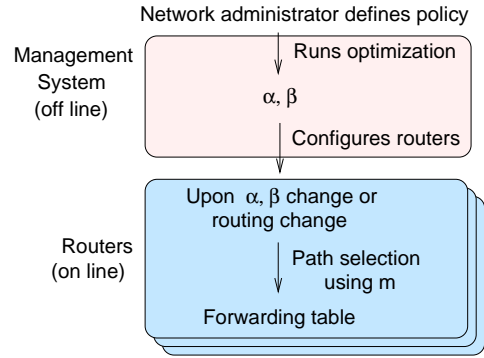 Network administrator defines policy
Management
System
(off line)
Runs optimization
α, β
Configures routers
Routers
(on line)
Upon α, β change or
routing change
Path selection
using m
Forwarding table